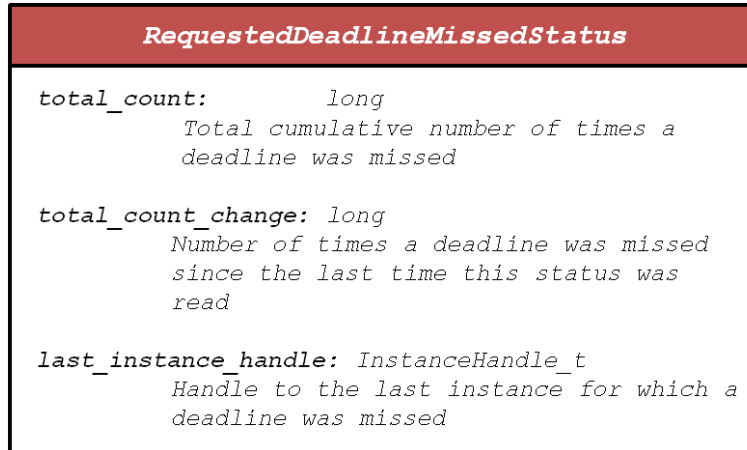 RequestedDeadlineMissedStatus
total_count: long
Total cumulative number of times a
deadline was missed
total_count_change: long
Number of times a deadline was missed
since the last time this status was
read
last_instance_handle: InstanceHandle_t
Handle to the last instance for which a
deadline was missed